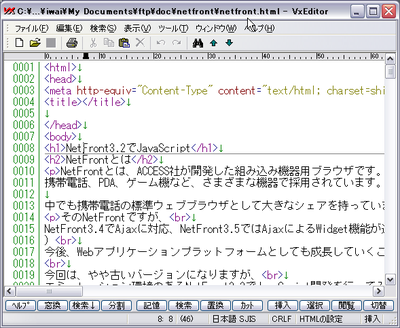 C:¥...¥iwai¥My Documents¥ftp¥doc¥netfront¥netfront.html - VxEditor
ファイル(F) 編集(E) 検索(S) 表示(V) ツール(T) ウィンドウ(W) ヘルプ(H)
0 10 20 30 40 50 60
0001 <html>↓
0002 <head>↓
0003 <meta http-equiv="Content-Type" content="text/html; charset=shi
0004 <title></title>↓
0005 ↓
0006 </head>↓
0007 <body>↓
0008 <h1>NetFront3.2でJavaScript</h1>↓
0009 <h2>NetFrontとは</h2>↓
0010 <p>NetFrontとは、ACCESS社が開発した組み込み機器用ブラウザです。
0011 携帯電話、PDA、ゲーム機など、さまざまな機器で採用されています。
0012 ↓
0013 中でも携帯電話の標準ウェブブラウザとして大きなシェアを持っていま
0014 <p>そのNetFrontですが、<br>↓
0015 NetFront3.4でAjaxに対応、NetFront3.5ではAjaxによるWidget機能が
0016 )<br>↓
0017 今後、Webアプリケーションプラットフォームとしても成長していくこ
0018 <br>↓
0019 今回は、やや古いバージョンになりますが、<br>↓
ヘルプ 窓換 検索↓ 分割 記憶 検索 置換 カット 挿入 選択 閲覧 切替
8: 8 (46) 日本語 SJIS CRLF HTMLの設定 挿入